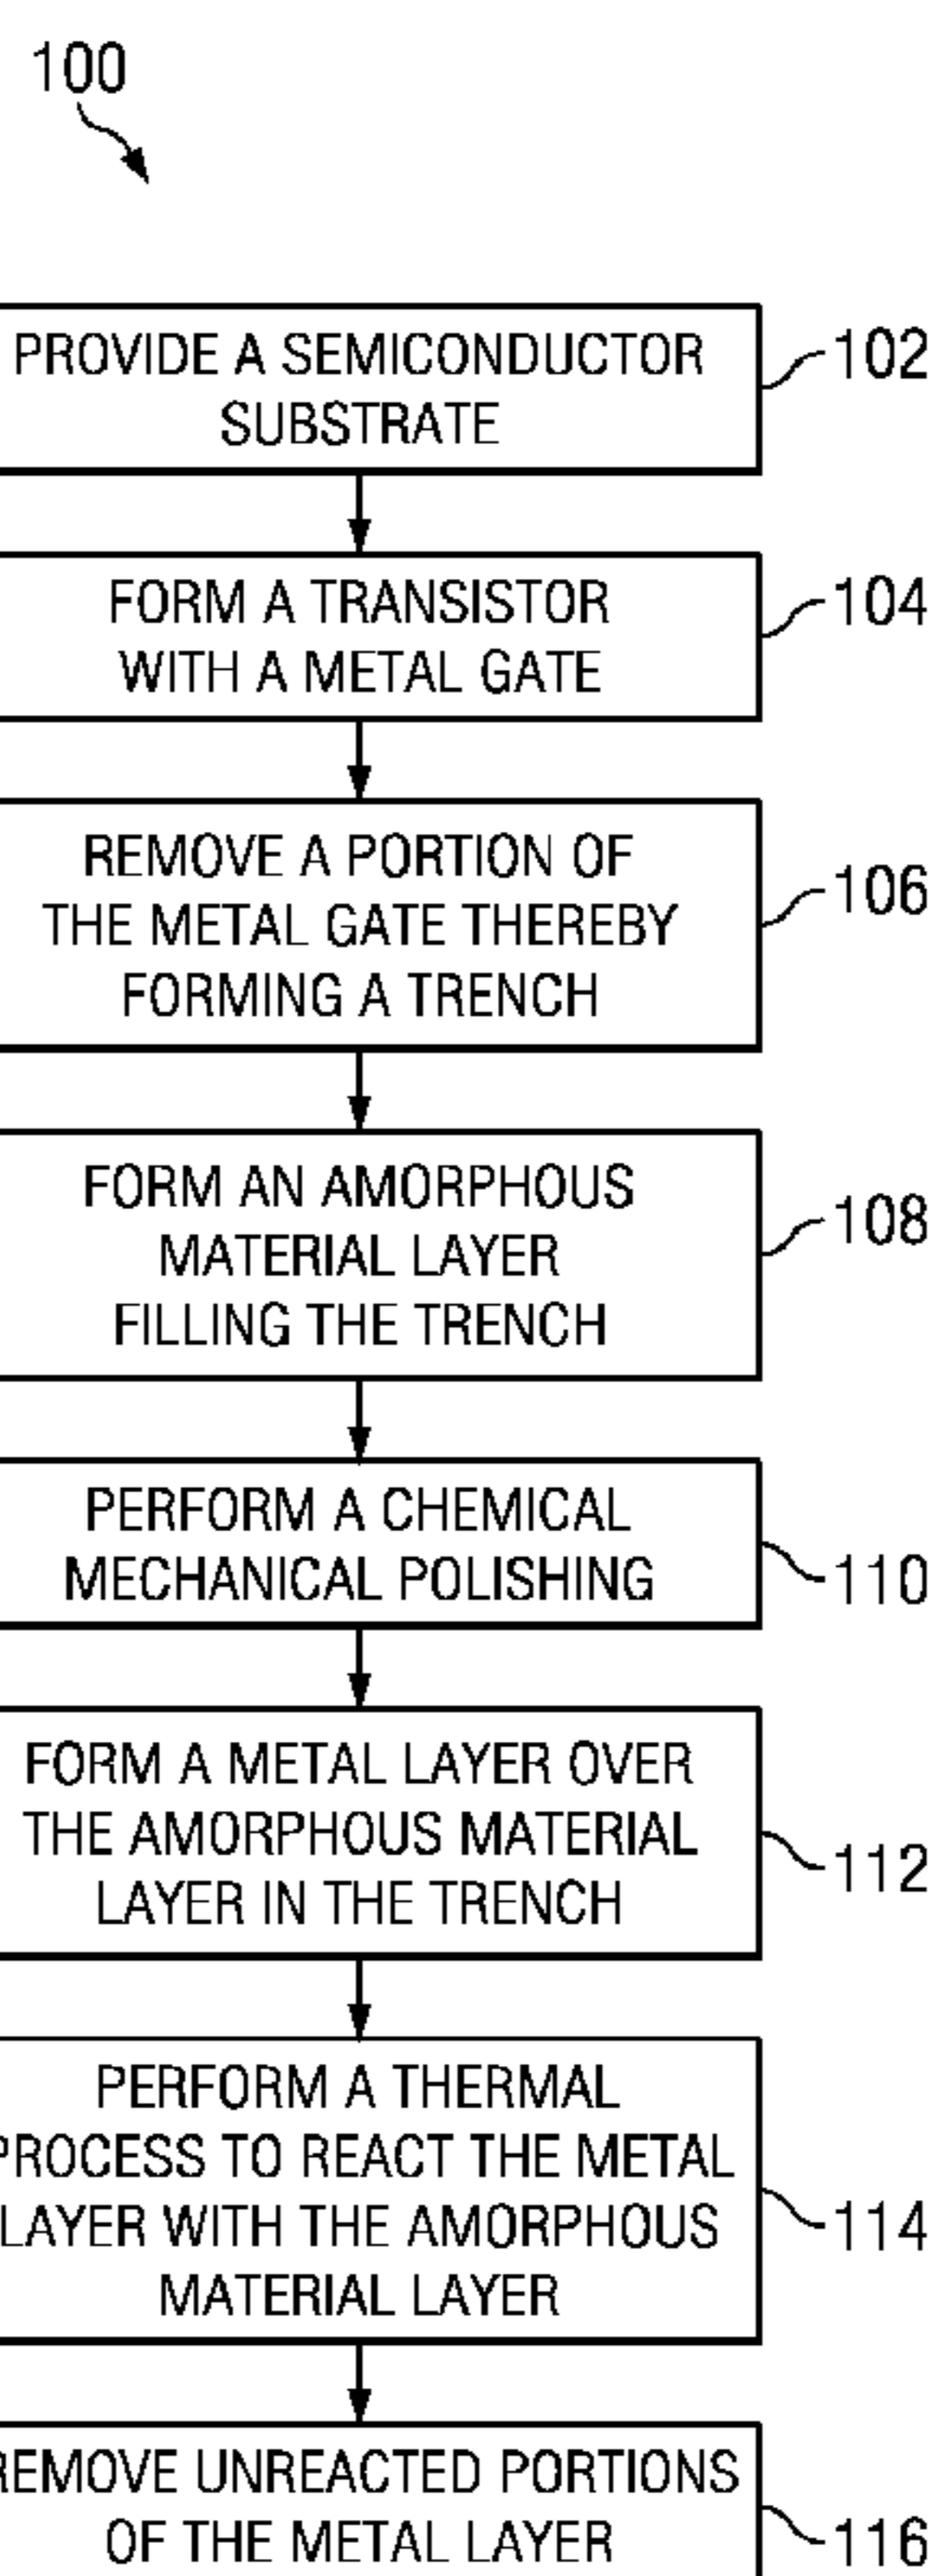 100
PROVIDE A SEMICONDUCTOR
SUBSTRATE
102
FORM A TRANSISTOR
WITH A METAL GATE
104
REMOVE A PORTION OF
THE METAL GATE THEREBY
FORMING A TRENCH
106
FORM AN AMORPHOUS
MATERIAL LAYER
FILLING THE TRENCH
108
PERFORM A CHEMICAL
MECHANICAL POLISHING
110
FORM A METAL LAYER OVER
THE AMORPHOUS MATERIAL
LAYER IN THE TRENCH
112
PERFORM A THERMAL
PROCESS TO REACT THE METAL
LAYER WITH THE AMORPHOUS
MATERIAL LAYER
114
REMOVE UNREACTED PORTIONS
OF THE METAL LAYER
116